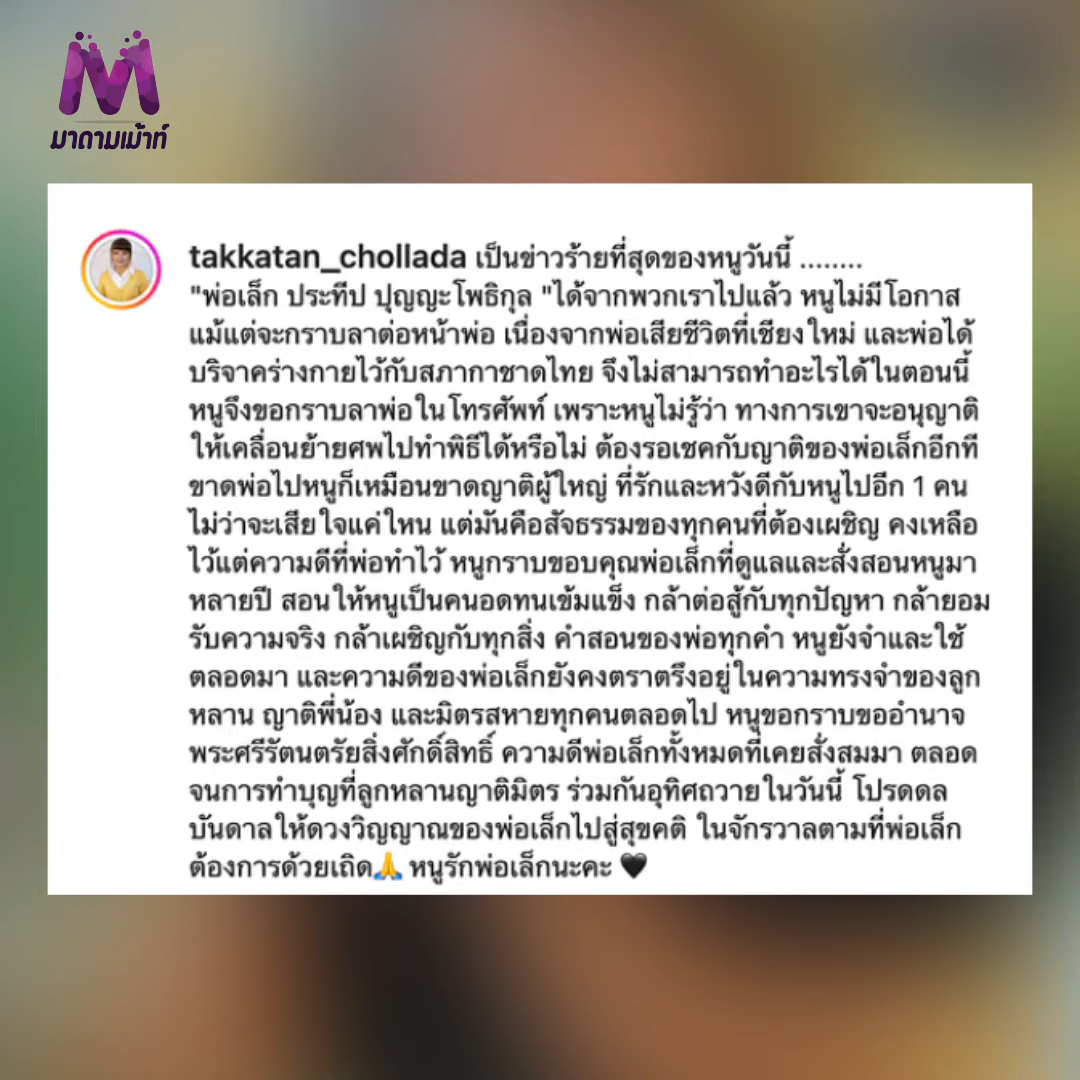 M
มาดามเม้าท์
takkatan_chollada เป็นข่าวร้ายที่สุดของหนูวันนี้ ........
"พ่อเล็ก ประทีป ปุญญะโพธิกุล "ได้จากพวกเราไปแล้ว หนูไม่มีโอกาส
แม้แต่จะกราบลาต่อหน้าพ่อ เนื่องจากพ่อเสียชีวิตที่เชียงใหม่ และพ่อได้
บริจาคร่างกายไว้กับสภากาชาดไทย จึงไม่สามารถทำอะไรได้ในตอนนี้
หนูจึงขอกราบลาพ่อในโทรศัพท์ เพราะหนูไม่รู้ว่า ทางการเขาจะอนุญาติ
ให้เคลื่อนย้ายศพไปทำพิธีได้หรือไม่ ต้องรอเชคกับญาติของพ่อเล็กอีกที
ขาดพ่อไปหนูก็เหมือนขาดญาติผู้ใหญ่ ที่รักและหวังดีกับหนูไปอีก 1 คน
ไม่ว่าจะเสียใจแค่ไหน แต่มันคือสัจธรรมของทุกคนที่ต้องเผชิญ คงเหลือ
ไว้แต่ความดีที่พ่อทำไว้ หนูกราบขอบคุณพ่อเล็กที่ดูแลและสั่งสอนหนูมา
หลายปี สอนให้หนูเป็นคนอดทนเข้มแข็ง กล้าต่อสู้กับทุกปัญหา กล้ายอม
รับความจริง กล้าเผชิญกับทุกสิ่ง คำสอนของพ่อทุกคำ หนูยังจำและใช้
ตลอดมา และความดีของพ่อเล็กยังคงตราตรึงอยู่ในความทรงจำของลูก
หลาน ญาติพี่น้อง และมิตรสหายทุกคนตลอดไป หนูขอกราบขออำนาจ
พระศรีรัตนตรัยสิ่งศักดิ์สิทธิ์ ความดีพ่อเล็กทั้งหมดที่เคยสั่งสมมา ตลอด
จนการทำบุญที่ลูกหลานญาติมิตร ร่วมกันอุทิศถวายในวันนี้ โปรดดล
บันดาลให้ดวงวิญญาณของพ่อเล็กไปสู่สุขคติ ในจักรวาลตามที่พ่อเล็ก
ต้องการด้วยเถิด🙏 หนูรักพ่อเล็กนะคะ 🖤